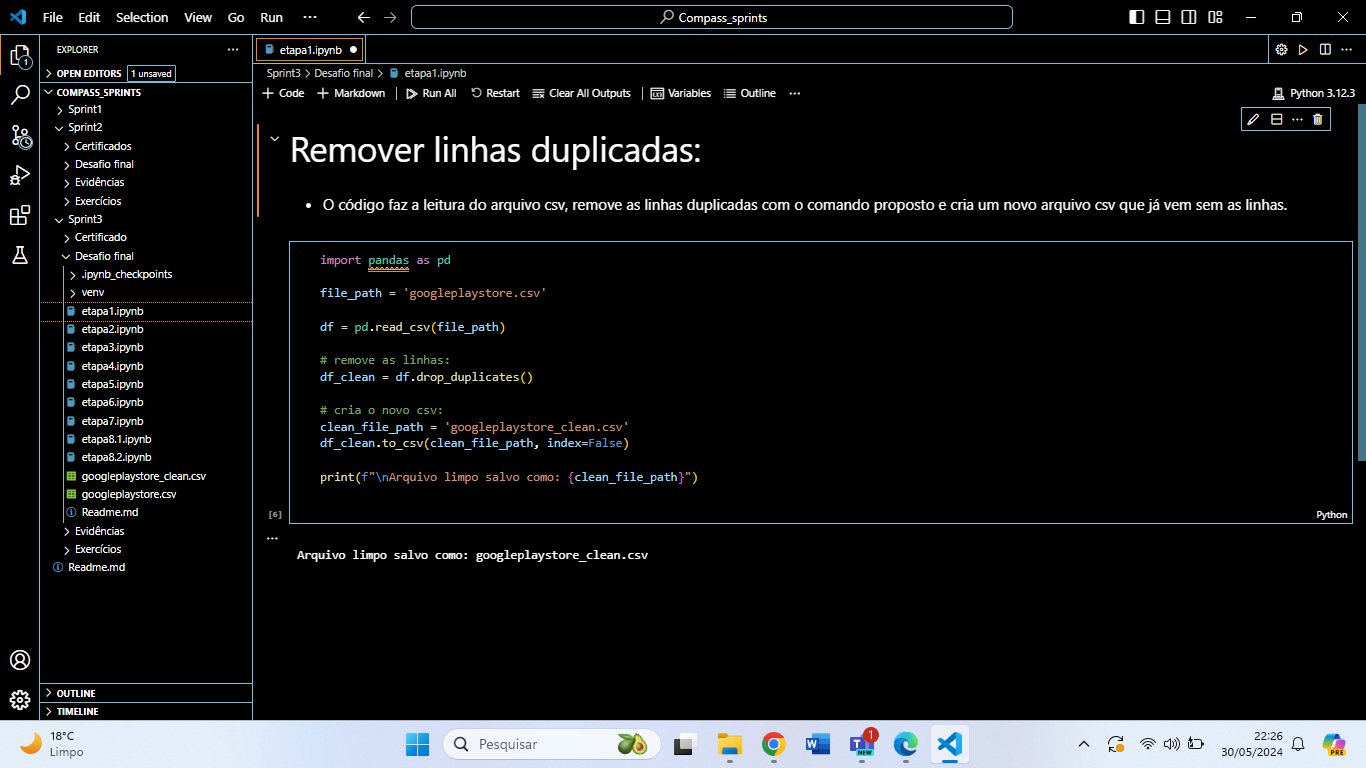 File Edit Selection View Go Run ···
Compass_sprints
EXPLORER
OPEN EDITORS 1 unsaved
COMPASS_SPRINTS
Sprint1
Sprint2
Certificados
Desafio final
Evidências
Exercícios
Sprint3
Certificado
Desafio final
.ipynb_checkpoints
venv
etapa1.ipynb
etapa2.ipynb
etapa3.ipynb
etapa4.ipynb
etapa5.ipynb
etapa6.ipynb
etapa7.ipynb
etapa8.1.ipynb
etapa8.2.ipynb
googleplaystore_clean.csv
googleplaystore.csv
Readme.md
Evidências
Exercícios
Readme.md
OUTLINE
TIMELINE
etapa1.ipynb
Sprint3 > Desafio final > etapa1.ipynb
+ Code + Markdown Run All Restart Clear All Outputs Variables Outline ···
Python 3.12.3
Remover linhas duplicadas:
• O código faz a leitura do arquivo csv, remove as linhas duplicadas com o comando proposto e cria um novo arquivo csv que já vem sem as linhas.
import pandas as pd
file_path = 'googleplaystore.csv'
df = pd.read_csv(file_path)
# remove as linhas:
df_clean = df.drop_duplicates()
# cria o novo csv:
clean_file_path = 'googleplaystore_clean.csv'
df_clean.to_csv(clean_file_path, index=False)
print(f"\nArquivo limpo salvo como: {clean_file_path}")
[6]
Python
Arquivo limpo salvo como: googleplaystore_clean.csv
18°C
Limpo
Pesquisar
1
NEW
22:26
30/05/2024
PRE